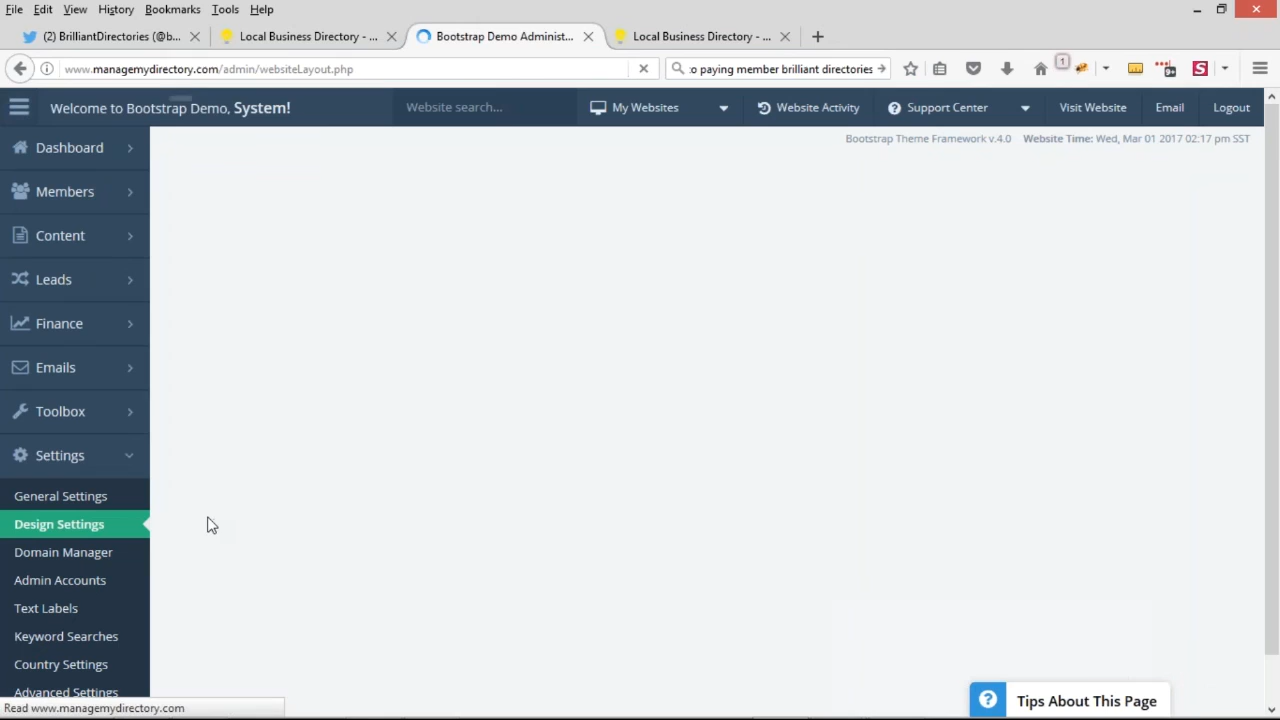 File Edit View History Bookmarks Tools Help
(2) BrilliantDirectories (@b...
Local Business Directory - ...
Bootstrap Demo Administ...
Local Business Directory - ...
www.managemydirectory.com/admin/websiteLayout.php
:o paying member brilliant directories
1
9+
S
Welcome to Bootstrap Demo, System!
Website search...
My Websites
Website Activity
Support Center
Visit Website
Email
Logout
Bootstrap Theme Framework v.4.0 Website Time: Wed, Mar 01 2017 02:17 pm SST
Dashboard
Members
Content
Leads
Finance
Emails
Toolbox
Settings
General Settings
Design Settings
Domain Manager
Admin Accounts
Text Labels
Keyword Searches
Country Settings
Advanced Settings
Read www.managemydirectory.com
Tips About This Page